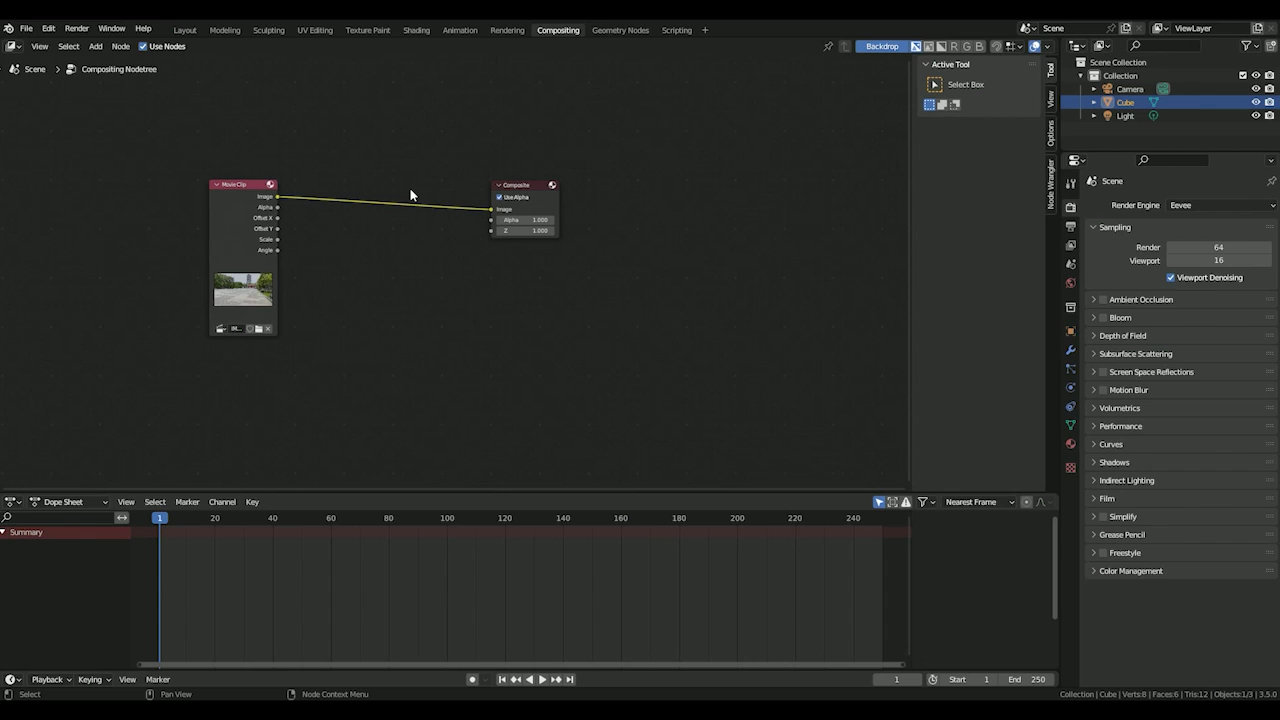 File Edit Render Window Help Layout Modeling Sculpting UV Editing Texture Paint Shading Animation Rendering Compositing Geometry Nodes Scripting + Scene ViewLayer
View Select Add Node Use Nodes Backdrop R G B
Scene > Compositing Nodetree
Active Tool
Select Box
Tool
View
Options
Node Wrangler
Movie Clip
Image
Alpha
Offset X
Offset Y
Scale
Angle
IM...
Composite
Use Alpha
Image
Alpha 1.000
Z 1.000
Scene Collection
Collection
Camera
Cube
Light
Scene
Render Engine Eevee
Sampling
Render 64
Viewport 16
Viewport Denoising
Ambient Occlusion
Bloom
Depth of Field
Subsurface Scattering
Screen Space Reflections
Motion Blur
Volumetrics
Performance
Curves
Shadows
Indirect Lighting
Film
Simplify
Grease Pencil
Freestyle
Color Management
Dope Sheet View Select Marker Channel Key Nearest Frame
1 20 40 60 80 100 120 140 160 180 200 220 240
Summary
Playback Keying View Marker 1 Start 1 End 250
Select Pan View Node Context Menu Collection | Cube | Verts:8 | Faces:6 | Tris:12 | Objects:1/3 | 3.5.0